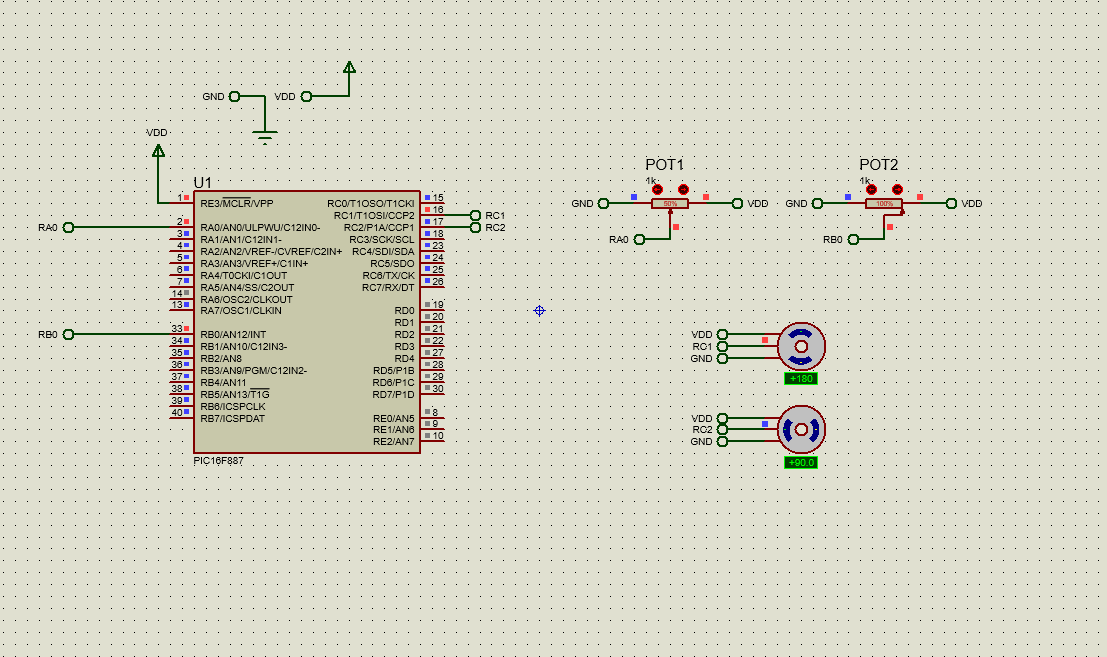 GND
VDD
VDD
U1
1
RE3/MCLR/VPP
2
RA0
RA0/AN0/ULPWU/C12IN0-
3
RA1/AN1/C12IN1-
4
RA2/AN2/VREF-/CVREF/C2IN+
5
RA3/AN3/VREF+/C1IN+
6
RA4/T0CKI/C1OUT
7
RA5/AN4/SS/C2OUT
14
RA6/OSC2/CLKOUT
13
RA7/OSC1/CLKIN
33
RB0
RB0/AN12/INT
34
RB1/AN10/C12IN3-
35
RB2/AN8
36
RB3/AN9/PGM/C12IN2-
37
RB4/AN11
38
RB5/AN13/T1G
39
RB6/ICSPCLK
40
RB7/ICSPDAT
RC0/T1OSO/T1CKI
15
RC1/T1OSI/CCP2
16
RC1
RC2/P1A/CCP1
17
RC2
RC3/SCK/SCL
18
RC4/SDI/SDA
23
RC5/SDO
24
RC6/TX/CK
25
RC7/RX/DT
26
RD0
19
RD1
20
RD2
21
RD3
22
RD4
27
RD5/P1B
28
RD6/P1C
29
RD7/P1D
30
RE0/AN5
8
RE1/AN6
9
RE2/AN7
10
PIC16F887
POT1
1k
GND
50%
VDD
RA0
POT2
1k
GND
100%
VDD
RB0
VDD
RC1
GND
+180
VDD
RC2
GND
+90.0